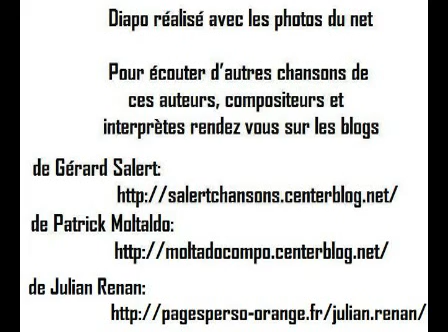 Diapo réalisé avec les photos du net
Pour écouter d'autres chansons de
ces auteurs, compositeurs et
interprètes rendez vous sur les blogs
de Gérard Salert:
http://salertchansons.centerblog.net/
de Patrick Moltaldo:
http://moltadocompo.centerblog.net/
de Julian Renan:
http://pagesperso-orange.fr/julian.renan/